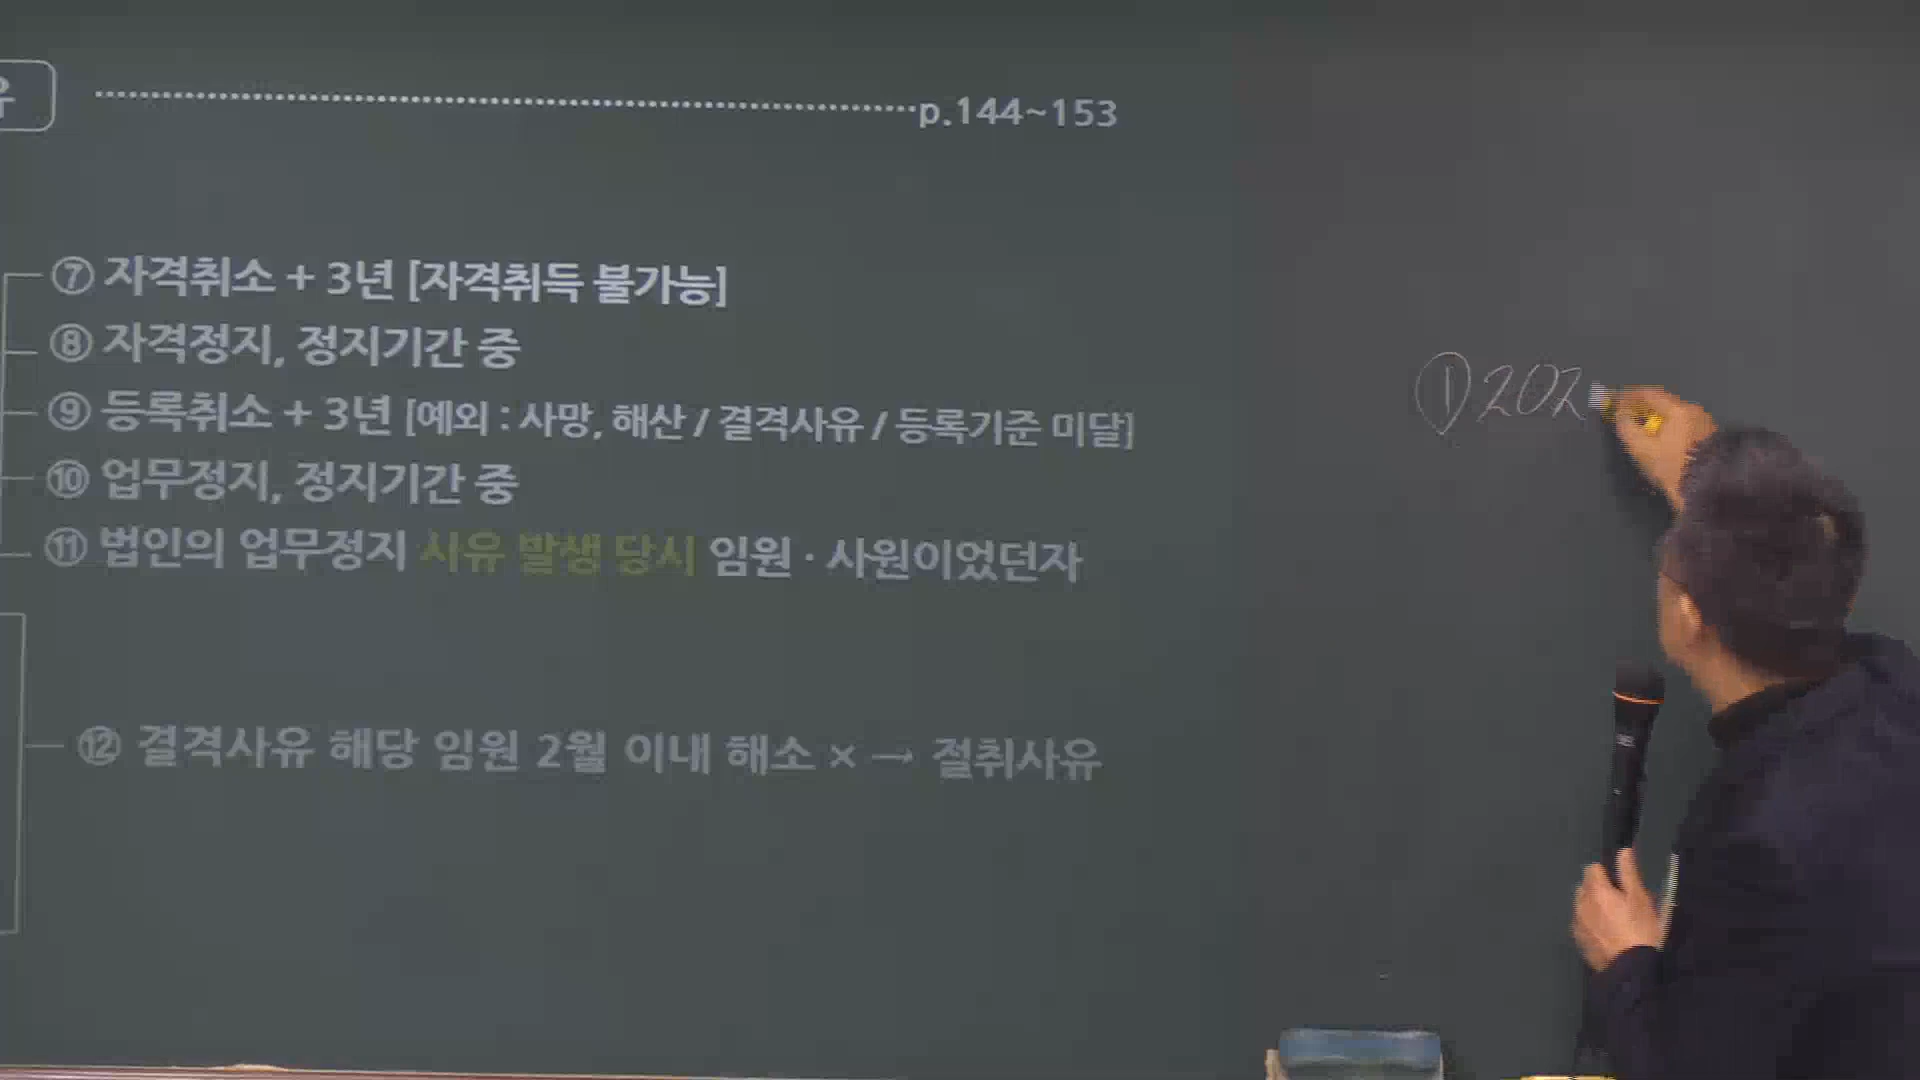 유 p.144~153
⑦ 자격취소 + 3년 [자격취득 불가능]
⑧ 자격정지, 정지기간 중
⑨ 등록취소 + 3년 [예외 : 사망, 해산 / 결격사유 / 등록기준 미달]
⑩ 업무정지, 정지기간 중
⑪ 법인의 업무정지 사유 발생 당시 임원 · 사원이었던자
⑫ 결격사유 해당 임원 2월 이내 해소 × → 절취사유
① 202